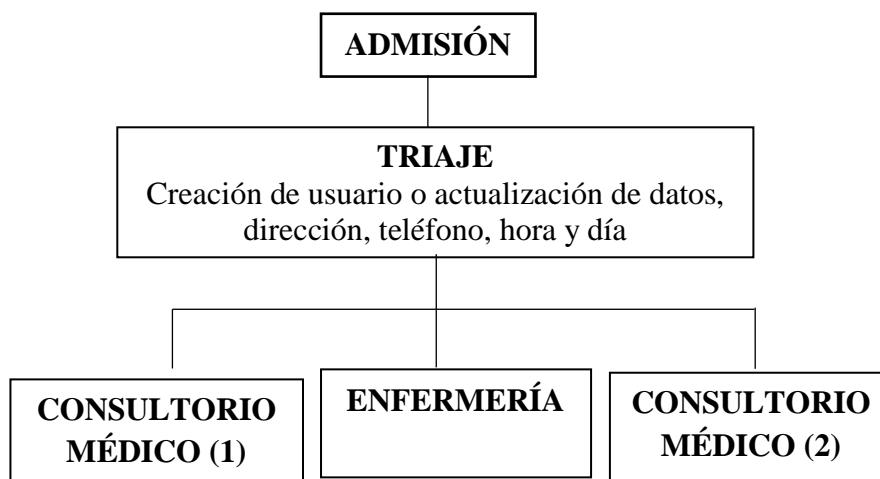 ADMISIÓN
TRIAJE
Creación de usuario o actualización de datos,
dirección, teléfono, hora y día
CONSULTORIO
MÉDICO (1)
ENFERMERÍA
CONSULTORIO
MÉDICO (2)